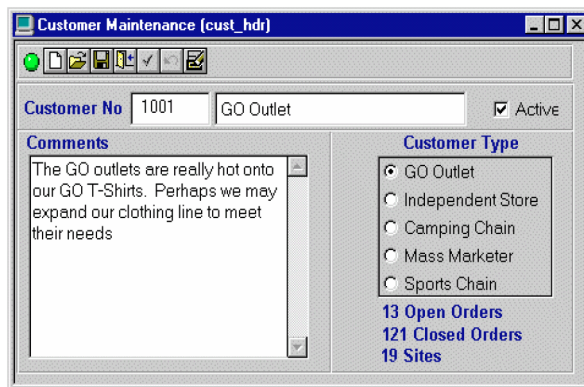 Customer Maintenance (cust_hdr)
Customer No 1001 GO Outlet Active
Comments
The GO outlets are really hot onto
our GO T-Shirts. Perhaps we may
expand our clothing line to meet
their needs
Customer Type
GO Outlet
Independent Store
Camping Chain
Mass Marketer
Sports Chain
13 Open Orders
121 Closed Orders
19 Sites